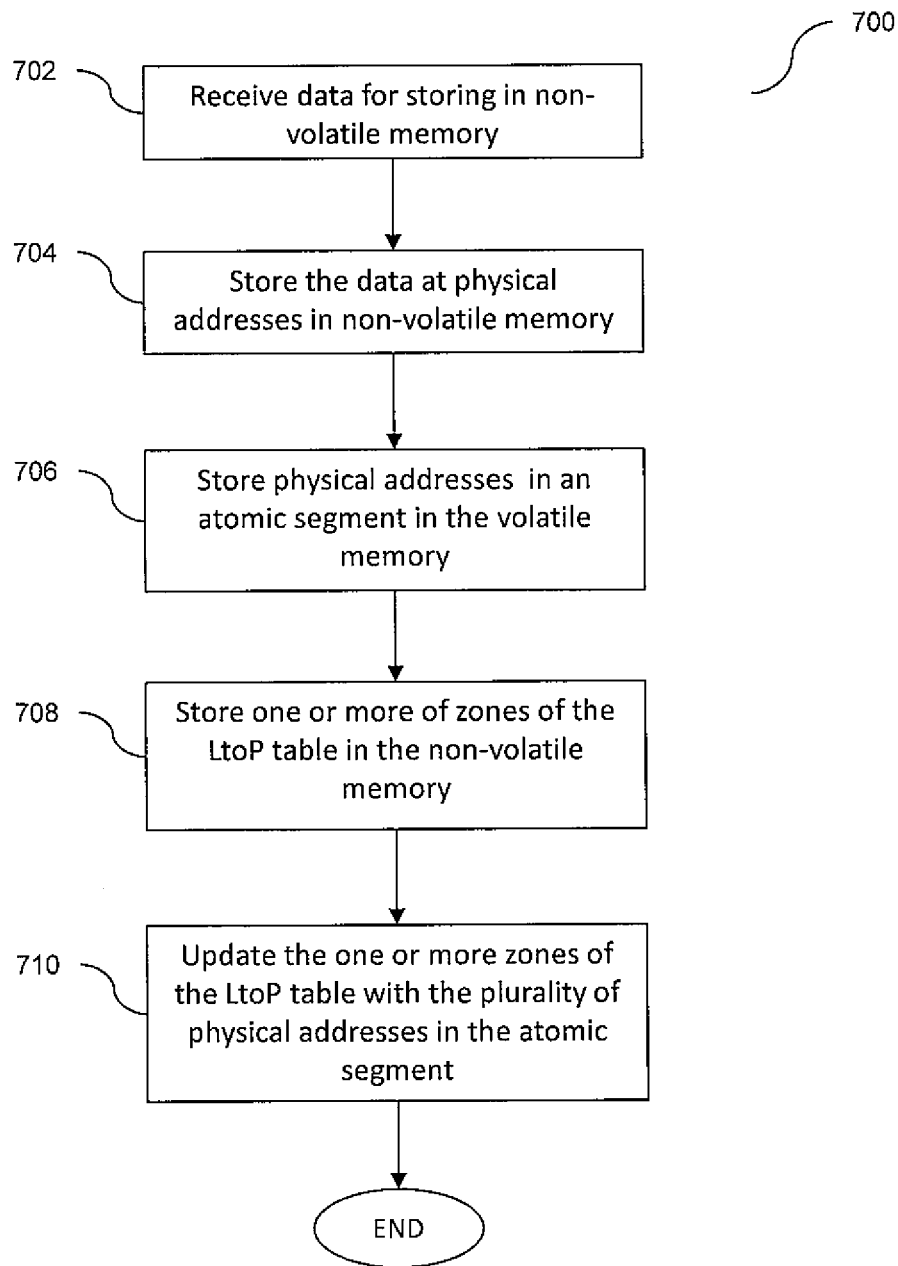 700
702
Receive data for storing in non-
volatile memory
704
Store the data at physical
addresses in non-volatile memory
706
Store physical addresses in an
atomic segment in the volatile
memory
708
Store one or more of zones of the
LtoP table in the non-volatile
memory
710
Update the one or more zones of
the LtoP table with the plurality of
physical addresses in the atomic
segment
END